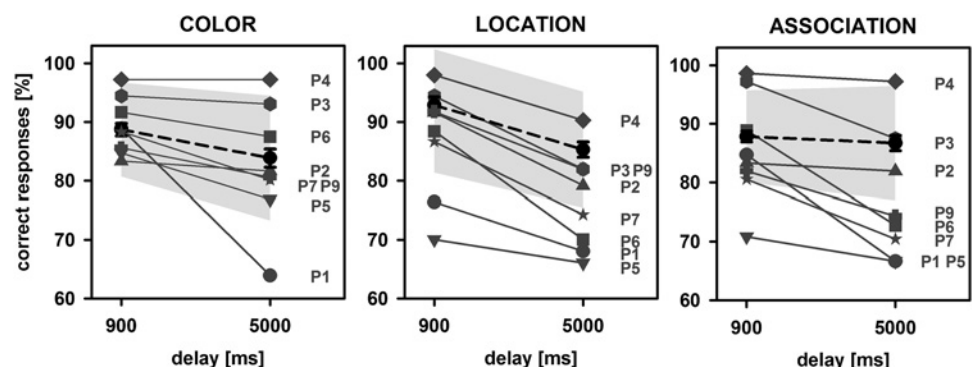 COLOR
LOCATION
ASSOCIATION
correct responses [%]
100
90
80
70
60
P4
P3
P6
P2
P7 P9
P5
P1
900
5000
delay [ms]
100
90
80
70
60
P4
P3 P9
P2
P7
P6
P1
P5
900
5000
delay [ms]
100
90
80
70
60
P4
P3
P2
P9
P6
P7
P1 P5
900
5000
delay [ms]